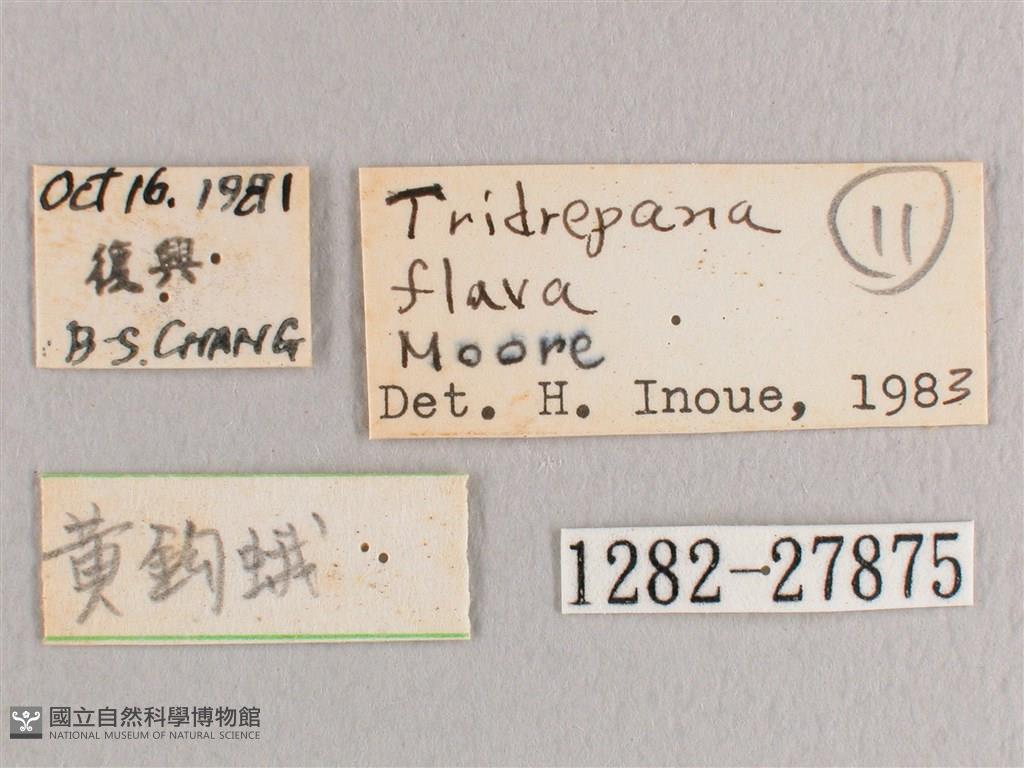 Oct 16. 1981
復興
B-S. CHANG
Tridrepana
flava
Moore
Det. H. Inoue, 1983
11
黄鈎蛾
1282-27875
國立自然科學博物館
NATIONAL MUSEUM OF NATURAL SCIENCE